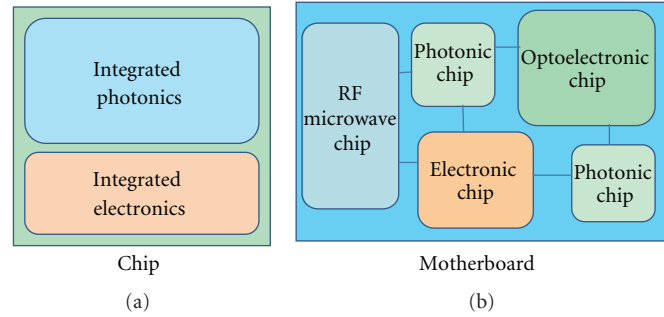 Integrated
photonics
Integrated
electronics
Chip
(a)
RF
microwave
chip
Photonic
chip
Optoelectronic
chip
Electronic
chip
Photonic
chip
Motherboard
(b)